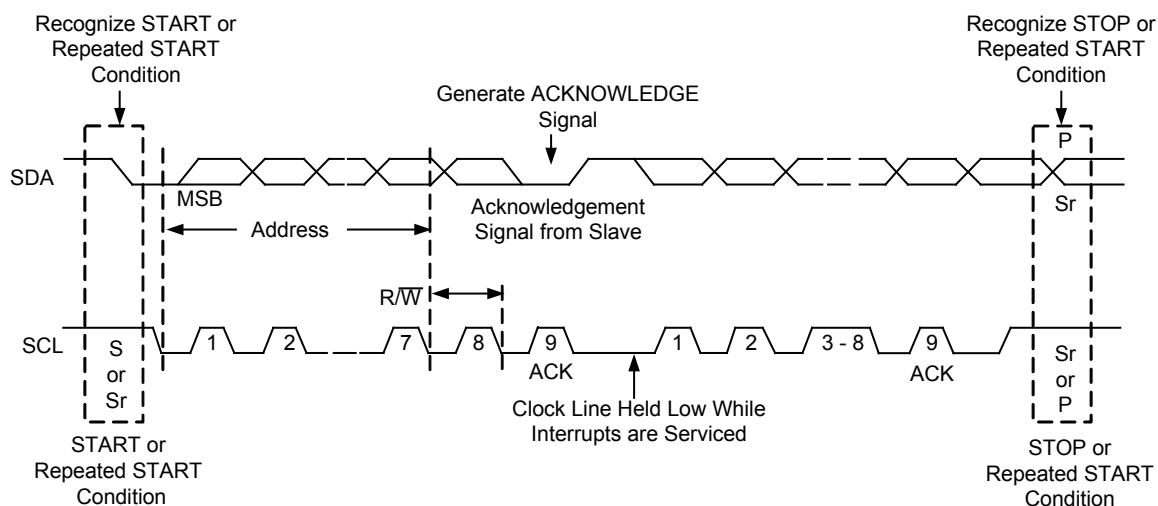 Recognize START or
Repeated START
Condition
Recognize STOP or
Repeated START
Condition
Generate ACKNOWLEDGE
Signal
SDA
MSB
Acknowledgement
Signal from Slave
P
Sr
Address
R/W̅
SCL
S
or
Sr
1
2
7
8
9
ACK
1
2
3 - 8
9
ACK
Sr
or
P
Clock Line Held Low While
Interrupts are Serviced
START or
Repeated START
Condition
STOP or
Repeated START
Condition